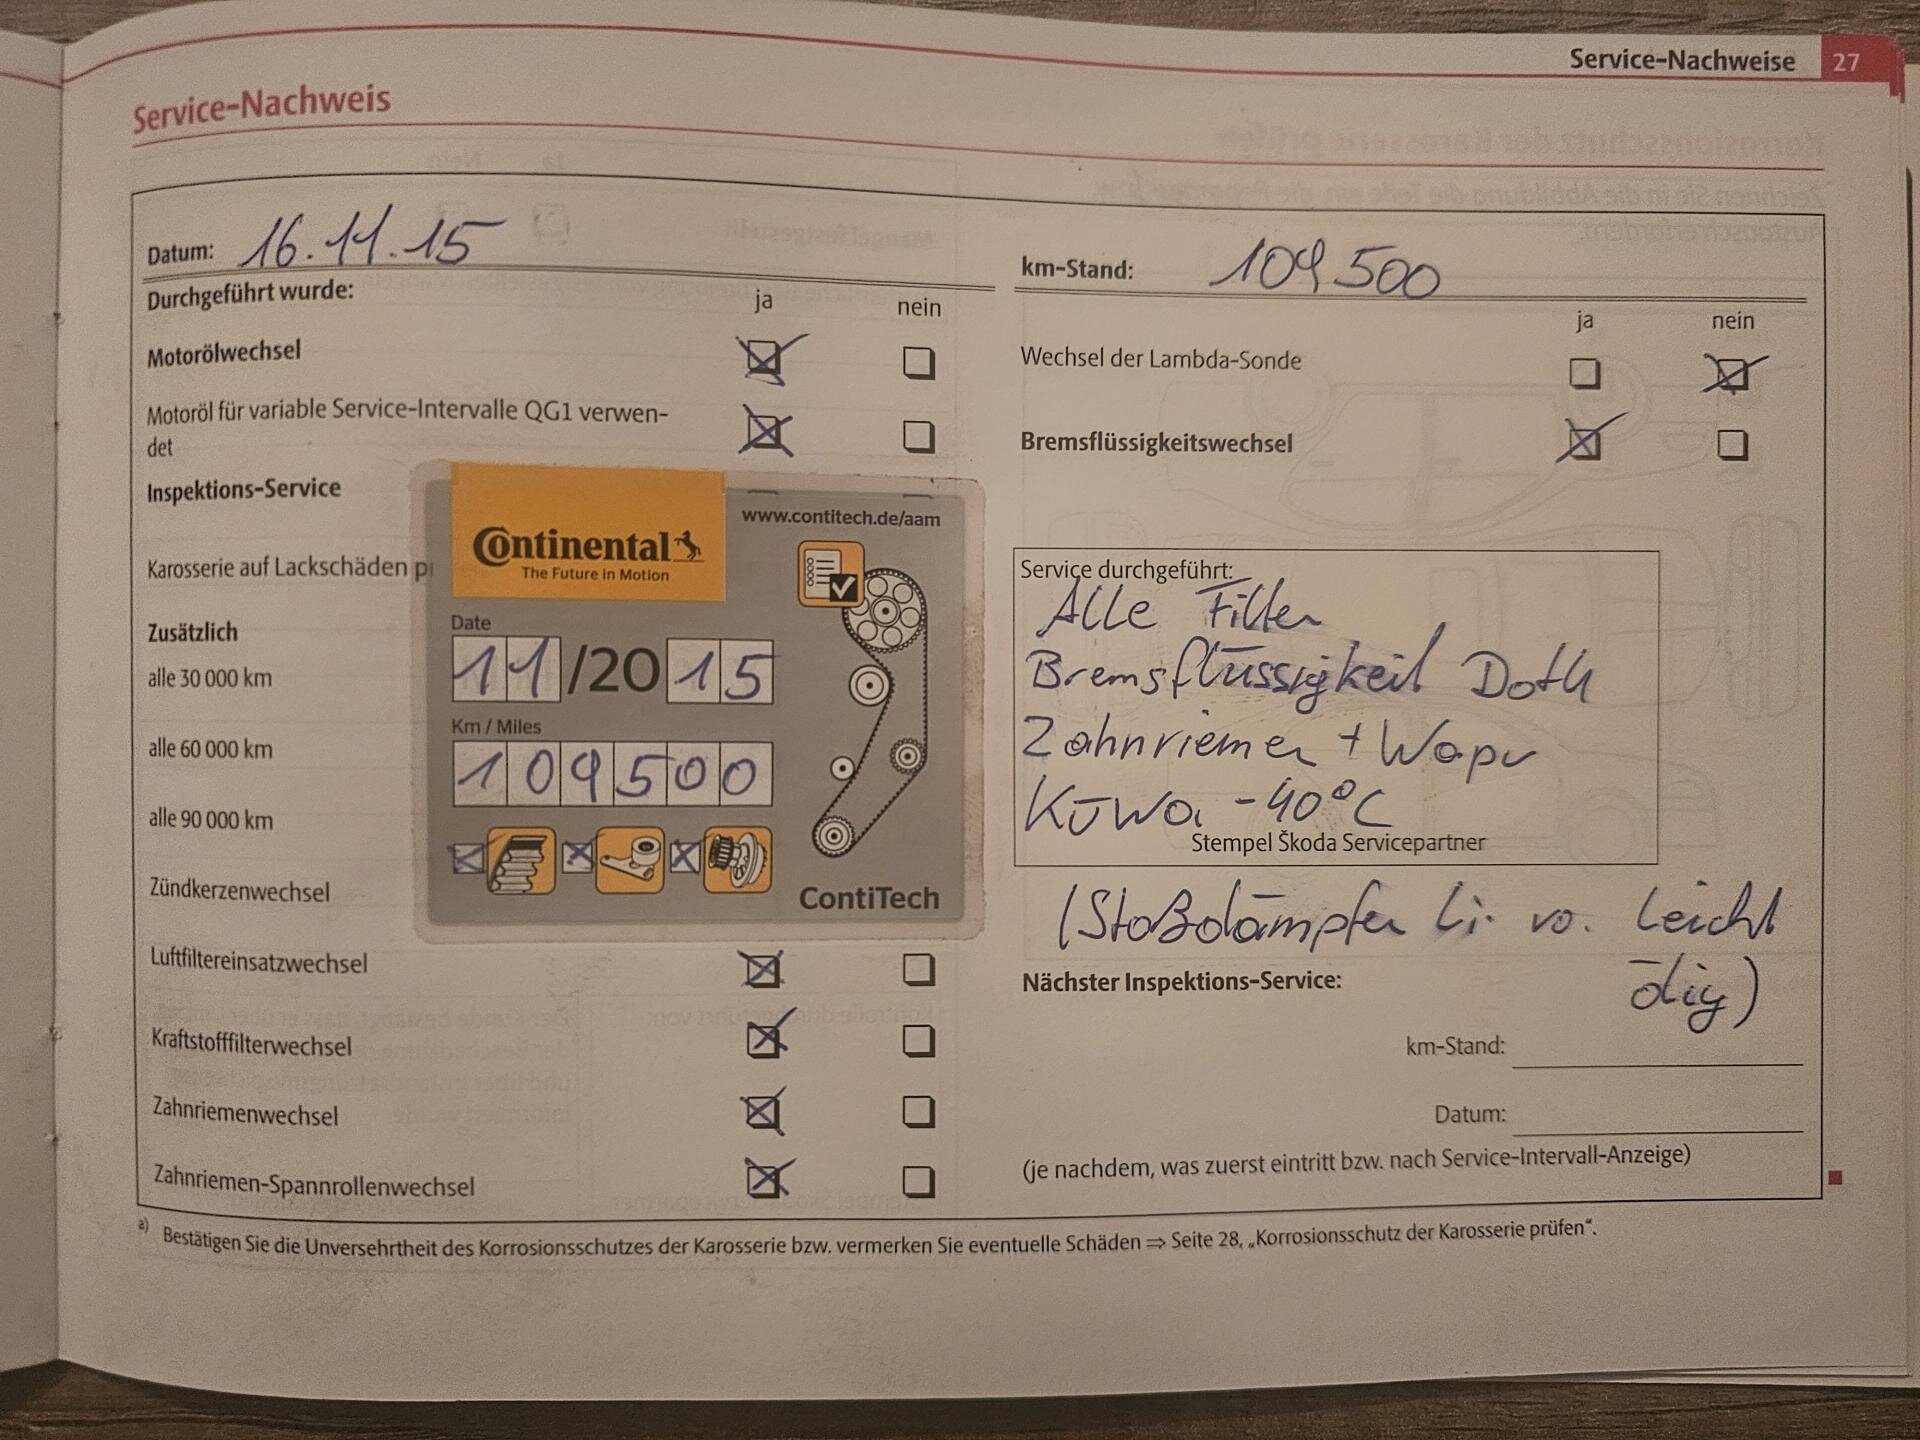 Service-Nachweise 27
Service-Nachweis
Datum: 16.11.15
Durchgeführt wurde:
ja nein
Motorölwechsel
Motoröl für variable Service-Intervalle QG1 verwen-
det
Inspektions-Service
Karosserie auf Lackschäden
Zusätzlich
alle 30 000 km
alle 60 000 km
alle 90 000 km
Zündkerzenwechsel
Luftfiltereinsatzwechsel
Kraftstofffilterwechsel
Zahnriemenwechsel
Zahnriemen-Spannrollenwechsel
Continental
The Future in Motion
www.contitech.de/aam
Date
11/2015
Km / Miles
109500
ContiTech
km-Stand: 109 500
ja nein
Wechsel der Lambda-Sonde
Bremsflüssigkeitswechsel
Service durchgeführt:
Alle Filter
Bremsflüssigkeit Dot4
Zahnriemen + Wapu
Küwa -40°C
Stempel Škoda Servicepartner
(Stoßdämpfer li. vo. leicht
ölig)
Nächster Inspektions-Service:
km-Stand:
Datum:
(je nachdem, was zuerst eintritt bzw. nach Service-Intervall-Anzeige)
a) Bestätigen Sie die Unversehrtheit des Korrosionsschutzes der Karosserie bzw. vermerken Sie eventuelle Schäden ⇒ Seite 28, „Korrosionsschutz der Karosserie prüfen“.